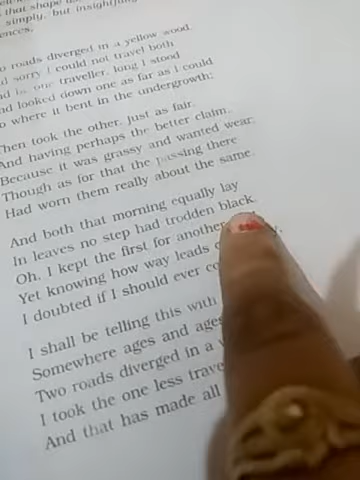 that shape
simply, but insightful
ences.
o roads diverged in a yellow wood,
d sorry I could not travel both
nd be one traveller, long I stood
nd looked down one as far as I could
o where it bent in the undergrowth;
Then took the other, just as fair,
And having perhaps the better claim,
Because it was grassy and wanted wear;
Though as for that the passing there
Had worn them really about the same,
And both that morning equally lay
In leaves no step had trodden black.
Oh, I kept the first for another
Yet knowing how way leads
I doubted if I should ever co
I shall be telling this with
Somewhere ages and ages
Two roads diverged in a
I took the one less trave
And that has made all